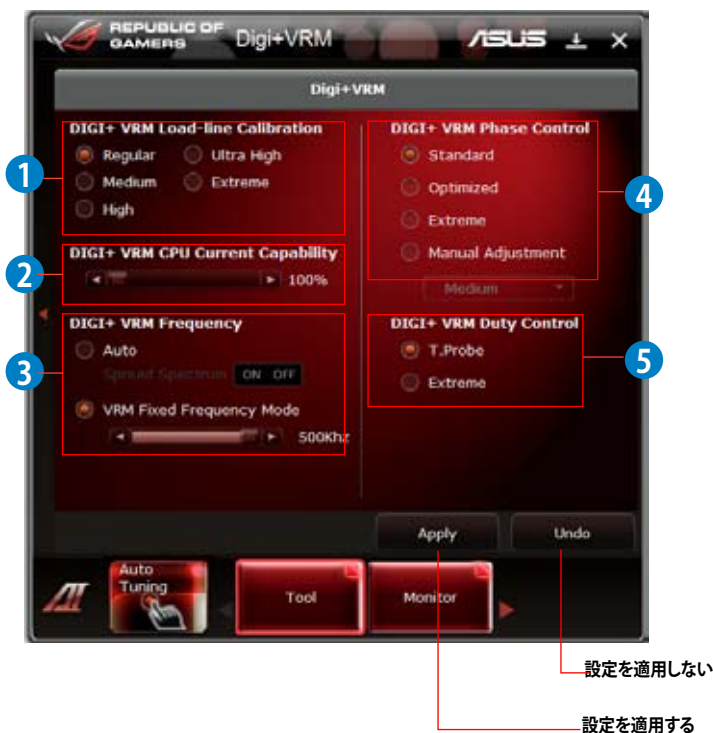 REPUBLIC OF GAMERS
Digi+VRM
ASUS
Digi+VRM
1
DIGI+ VRM Load-line Calibration
Regular
Ultra High
Medium
Extreme
High
2
DIGI+ VRM CPU Current Capability
100%
3
DIGI+ VRM Frequency
Auto
Spread Spectrum ON OFF
VRM Fixed Frequency Mode
500Khz
4
DIGI+ VRM Phase Control
Standard
Optimized
Extreme
Manual Adjustment
Medium
5
DIGI+ VRM Duty Control
T.Probe
Extreme
Apply
Undo
Auto Tuning
Tool
Monitor
設定を適用しない
設定を適用する